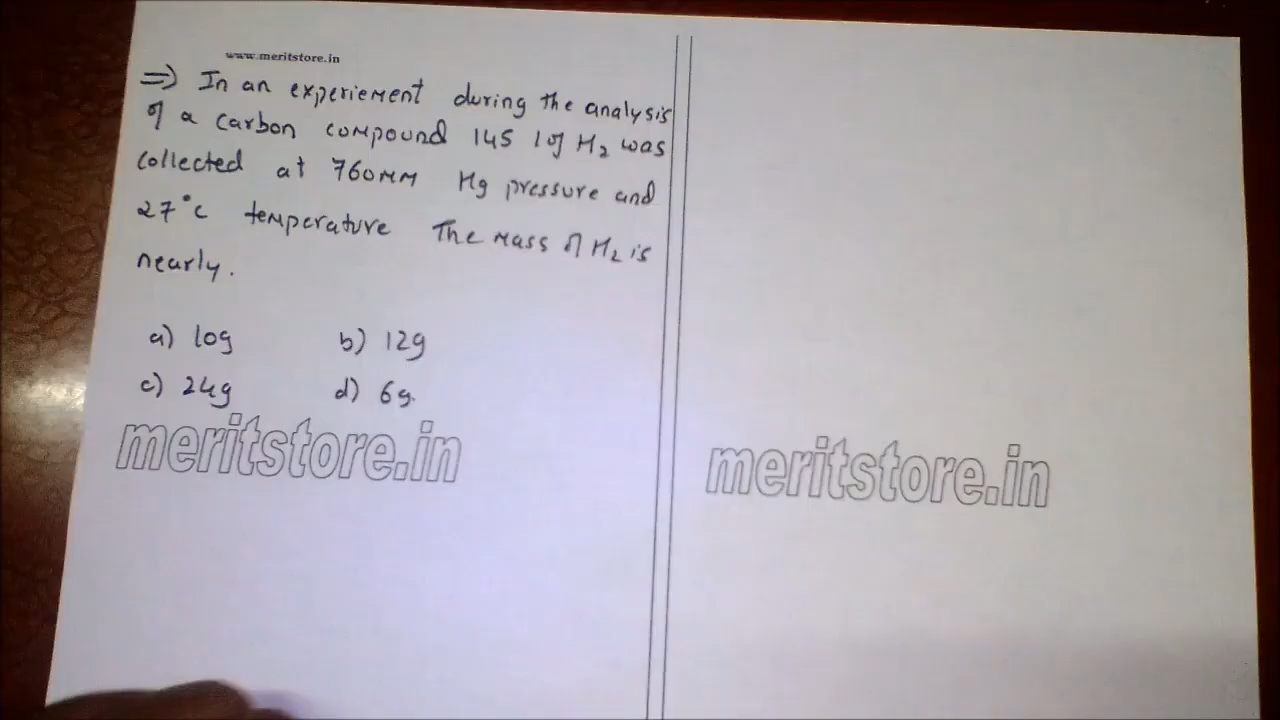 www.meritstore.in
=> In an experiement during the analysis
of a carbon compound 145 l of H₂ was
collected at 760mm Hg pressure and
27°c temperature The mass of H₂ is
nearly.
a) 10g b) 12g
c) 24g d) 6g.
meritstore.in meritstore.in